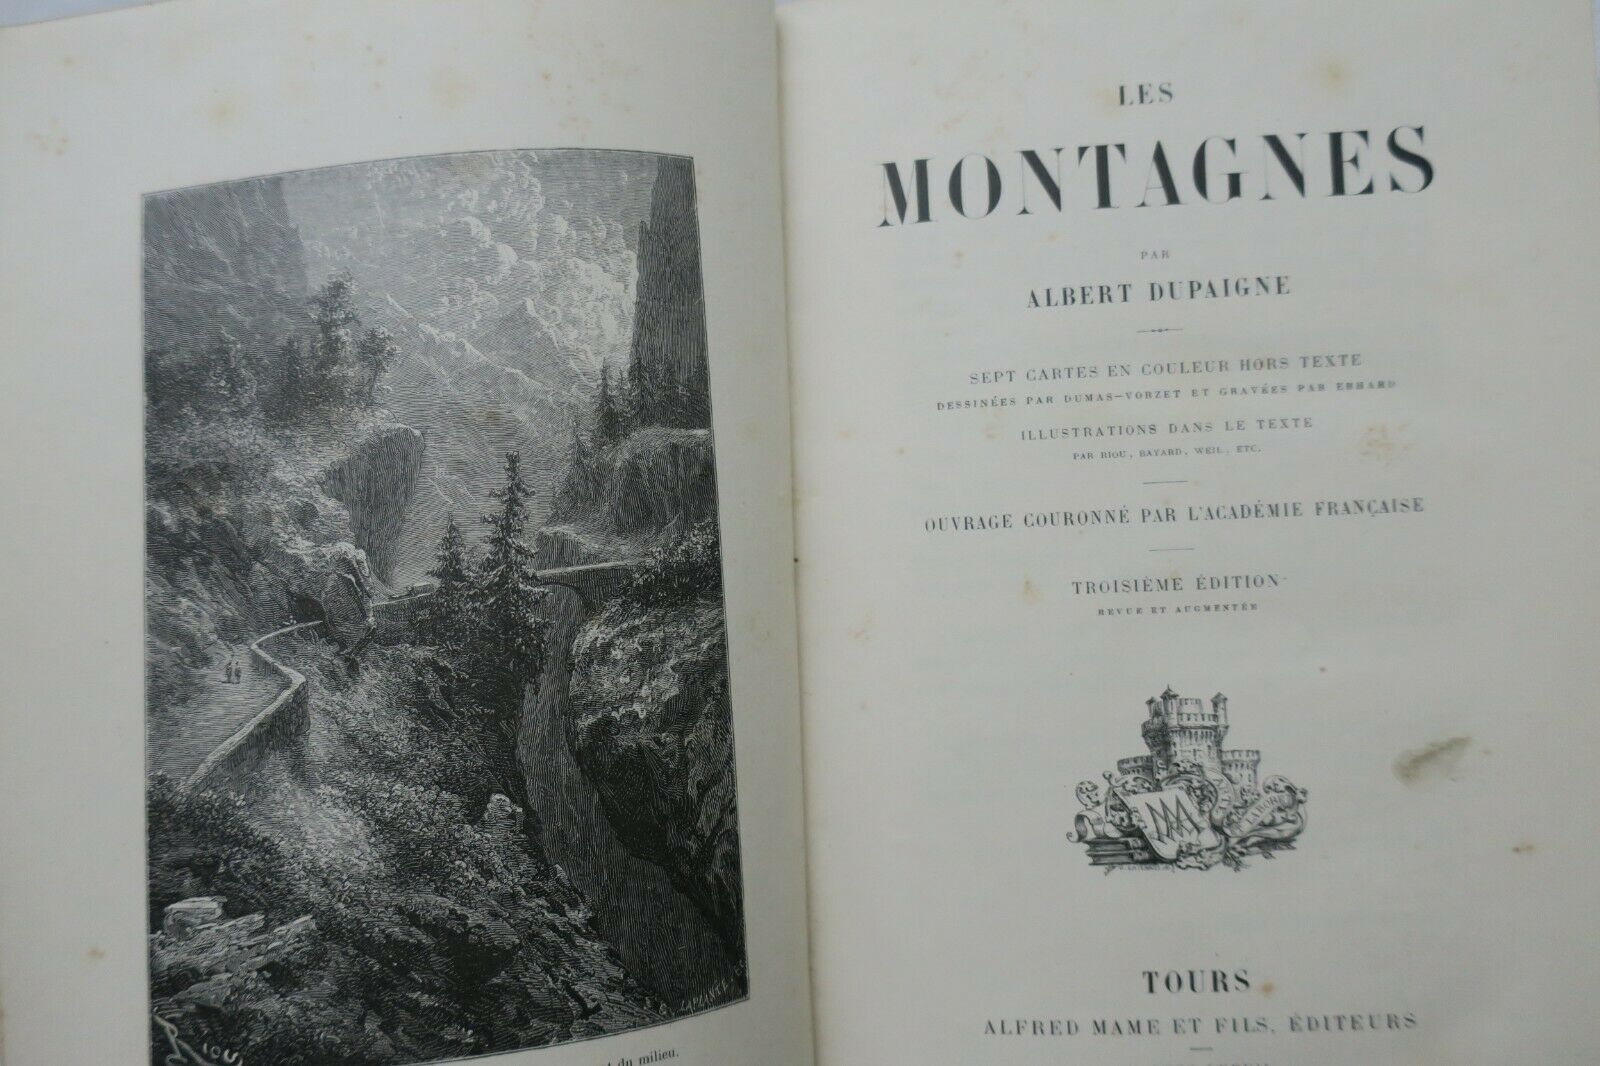 RIOU
LAPLANTE
du milieu.
LES
MONTAGNES
PAR
ALBERT DUPAIGNE
SEPT CARTES EN COULEUR HORS TEXTE
DESSINÉES PAR DUMAS-VORZET ET GRAVÉES PAR ERHARD
ILLUSTRATIONS DANS LE TEXTE
PAR RIOU, BAYARD, WEIL, ETC.
OUVRAGE COURONNÉ PAR L'ACADÉMIE FRANÇAISE
TROISIÈME ÉDITION
REVUE ET AUGMENTÉE
TOURS
ALFRED MAME ET FILS, ÉDITEURS